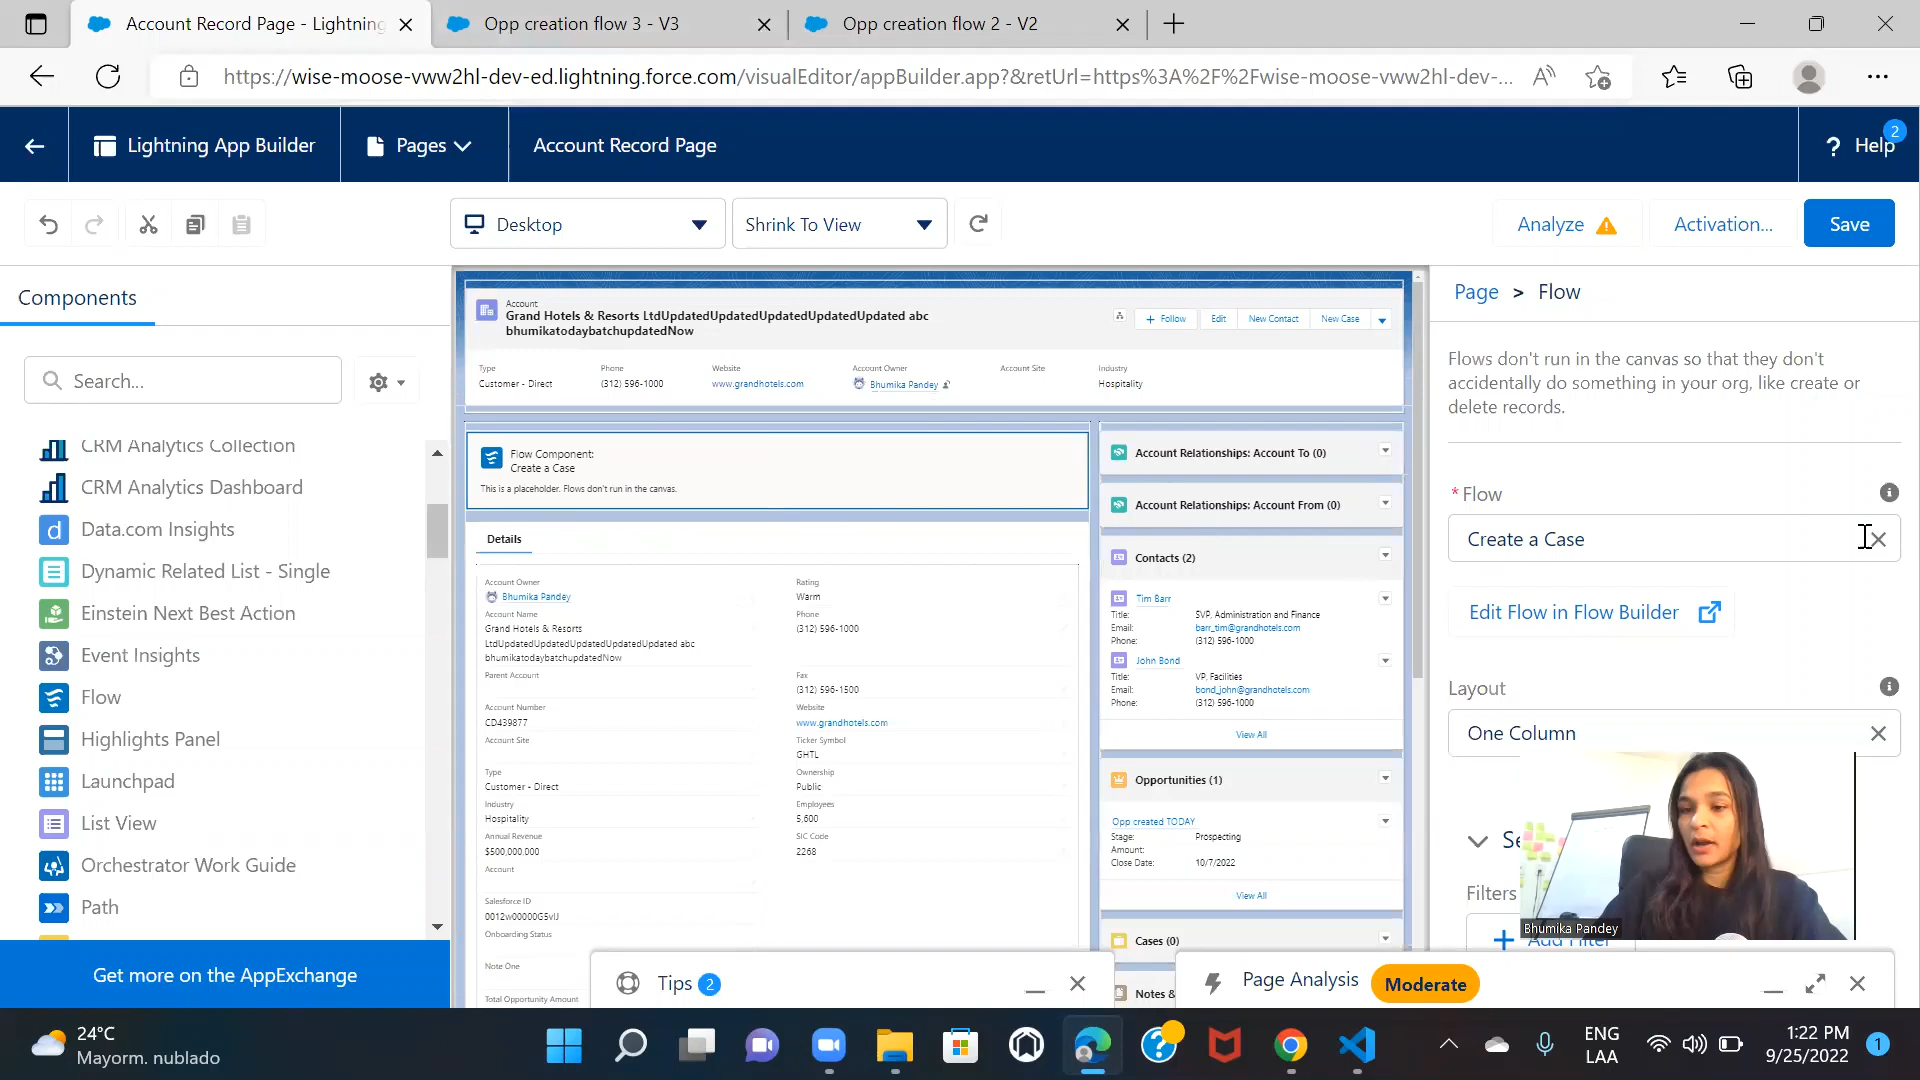 Account Record Page - Lightning
Opp creation flow 3 - V3
Opp creation flow 2 - V2
https://wise-moose-vww2hl-dev-ed.lightning.force.com/visualEditor/appBuilder.app?&retUrl=https%3A%2F%2Fwise-moose-vww2hl-dev-...
Lightning App Builder
Pages
Account Record Page
? Help
2
Desktop
Shrink To View
Analyze
Activation...
Save
Components
Search...
CRM Analytics Collection
CRM Analytics Dashboard
Data.com Insights
Dynamic Related List - Single
Einstein Next Best Action
Event Insights
Flow
Highlights Panel
Launchpad
List View
Orchestrator Work Guide
Path
Get more on the AppExchange
Account
Grand Hotels & Resorts LtdUpdatedUpdatedUpdatedUpdatedUpdated abc
bhumikatodaybatchupdatedNow
+ Follow
Edit
New Contact
New Case
Type
Customer - Direct
Phone
(312) 596-1000
Website
www.grandhotels.com
Account Owner
Bhumika Pandey
Account Site
Industry
Hospitality
Flow Component:
Create a Case
This is a placeholder. Flows don't run in the canvas.
Details
Account Owner
Bhumika Pandey
Rating
Warm
Account Name
Grand Hotels & Resorts
LtdUpdatedUpdatedUpdatedUpdatedUpdated abc
bhumikatodaybatchupdatedNow
Phone
(312) 596-1000
Parent Account
Fax
(312) 596-1500
Account Number
CD439877
Website
www.grandhotels.com
Account Site
Ticker Symbol
GHTL
Type
Customer - Direct
Ownership
Public
Industry
Hospitality
Employees
5,600
Annual Revenue
$500,000,000
SIC Code
2268
Account
Salesforce ID
0012w00000G5vIJ
Onboarding Status
Note One
Total Opportunity Amount
Account Relationships: Account To (0)
Account Relationships: Account From (0)
Contacts (2)
Tim Barr
Title: SVP, Administration and Finance
Email: barr_tim@grandhotels.com
Phone: (312) 596-1000
John Bond
Title: VP, Facilities
Email: bond_john@grandhotels.com
Phone: (312) 596-1000
View All
Opportunities (1)
Opp created TODAY
Stage: Prospecting
Amount:
Close Date: 10/7/2022
View All
Cases (0)
Notes &
Page > Flow
Flows don't run in the canvas so that they don't
accidentally do something in your org, like create or
delete records.
* Flow
Create a Case
Edit Flow in Flow Builder
Layout
One Column
Filters
+ Add Filter
Bhumika Pandey
Tips 2
Page Analysis
Moderate
24°C
Mayorm. nublado
ENG
LAA
1:22 PM
9/25/2022
1